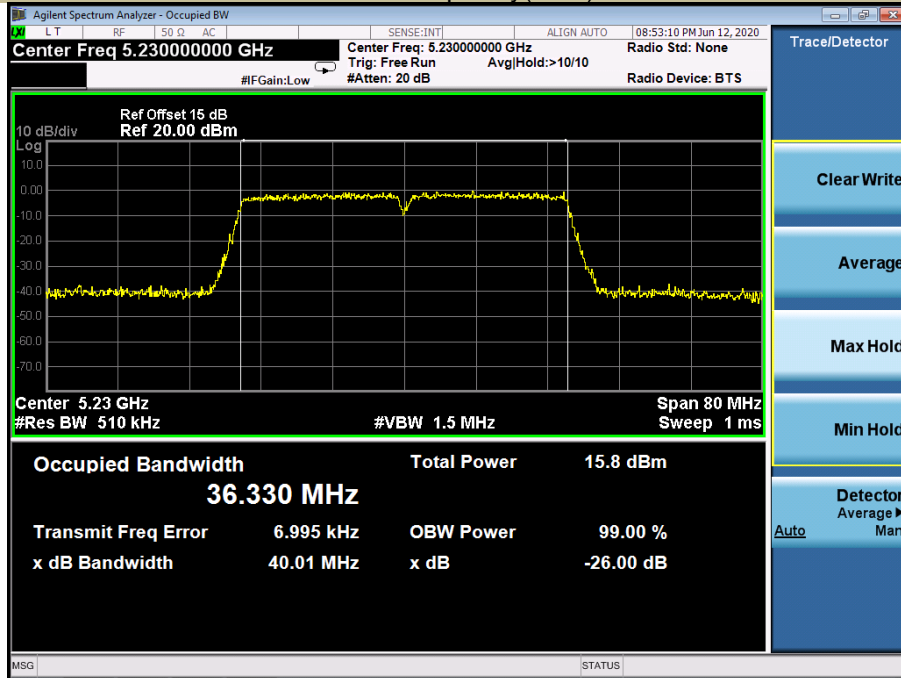 Agilent Spectrum Analyzer - Occupied BW
LXI L T RF 50 Ω AC SENSE:INT ALIGN AUTO 08:53:10 PM Jun 12, 2020
Center Freq 5.230000000 GHz
Center Freq: 5.230000000 GHz Radio Std: None
Trig: Free Run Avg|Hold:>10/10
#IFGain:Low #Atten: 20 dB Radio Device: BTS
Trace/Detector
Ref Offset 15 dB
10 dB/div Ref 20.00 dBm
Log
10.0
0.00
-10.0
-20.0
-30.0
-40.0
-50.0
-60.0
-70.0
Center 5.23 GHz Span 80 MHz
#Res BW 510 kHz #VBW 1.5 MHz Sweep 1 ms
Occupied Bandwidth Total Power 15.8 dBm
36.330 MHz
Transmit Freq Error 6.995 kHz OBW Power 99.00 %
x dB Bandwidth 40.01 MHz x dB -26.00 dB
Clear Write
Average
Max Hold
Min Hold
Detector
Average
Auto Man
MSG STATUS